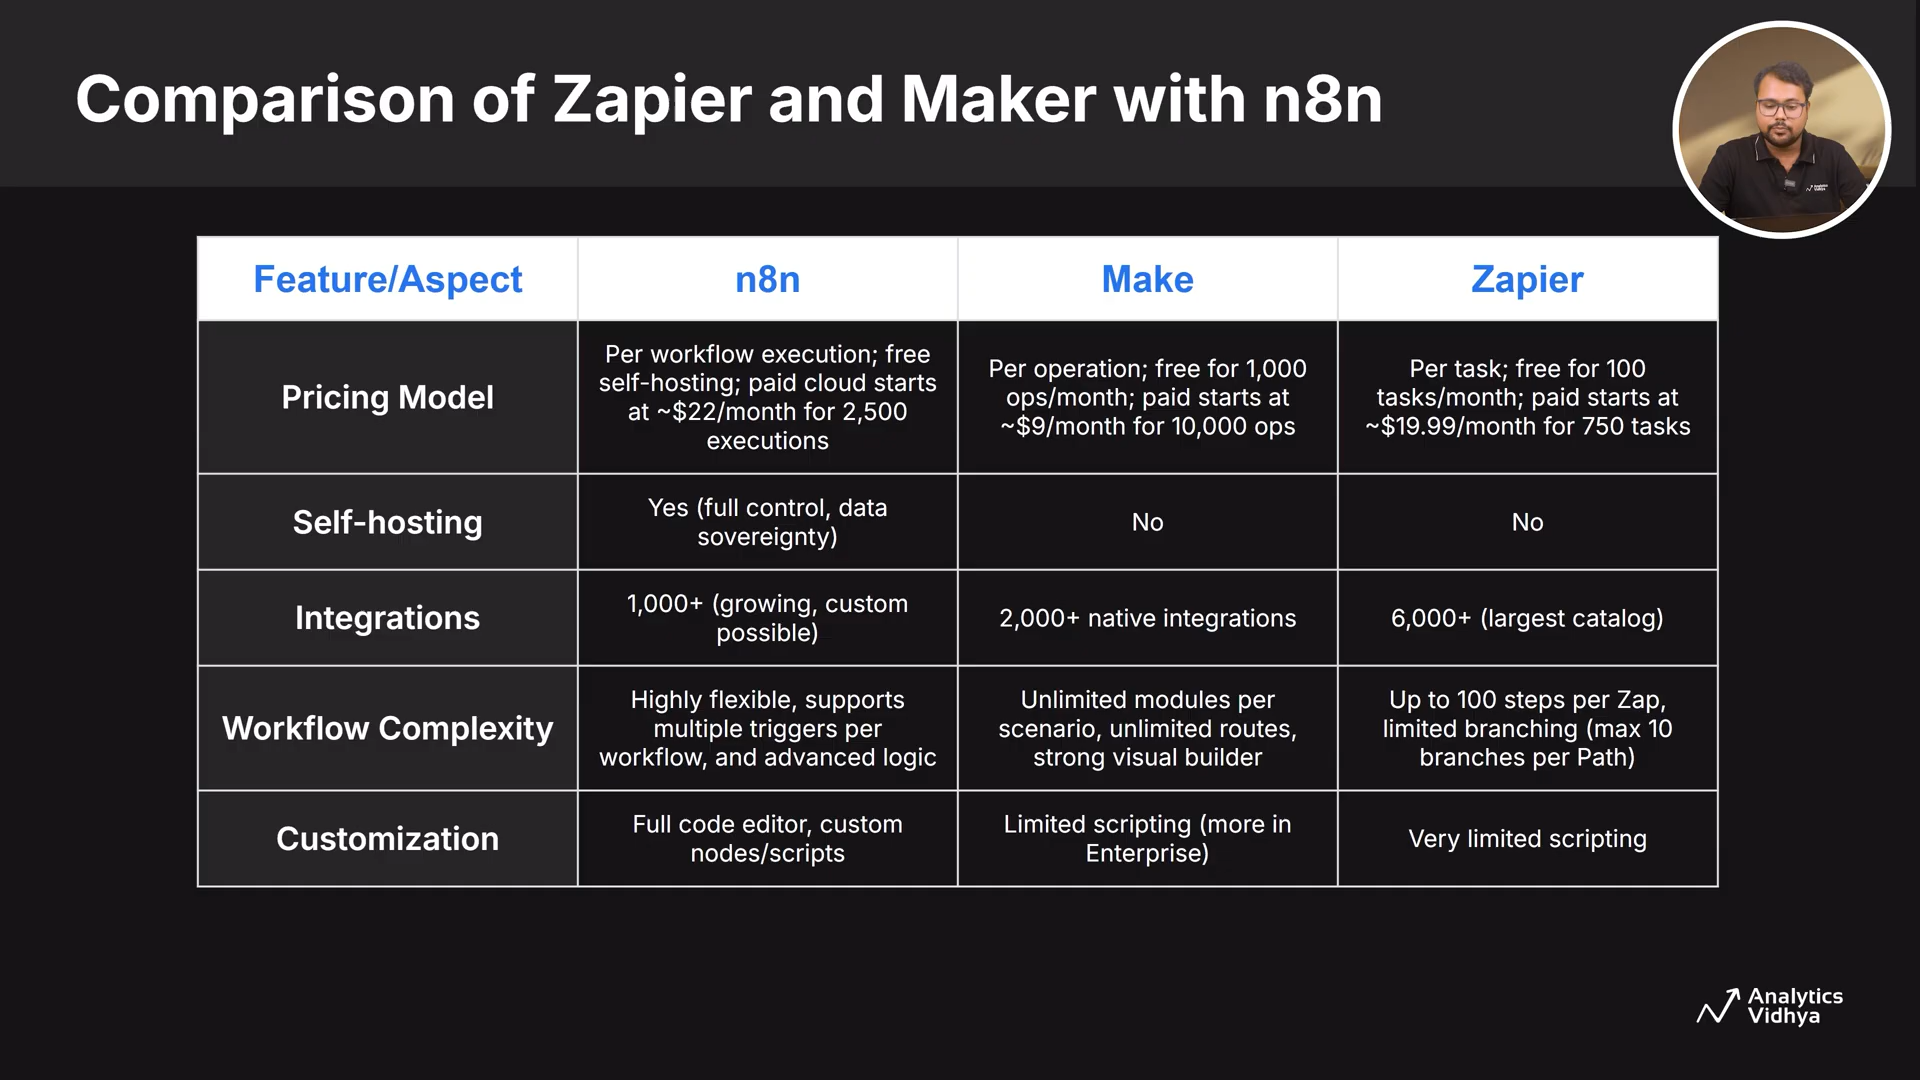 Comparison of Zapier and Maker with n8n
Feature/Aspect
n8n
Make
Zapier
Pricing Model
Per workflow execution; free
self-hosting; paid cloud starts
at ~$22/month for 2,500
executions
Per operation; free for 1,000
ops/month; paid starts at
~$9/month for 10,000 ops
Per task; free for 100
tasks/month; paid starts at
~$19.99/month for 750 tasks
Self-hosting
Yes (full control, data
sovereignty)
No
No
Integrations
1,000+ (growing, custom
possible)
2,000+ native integrations
6,000+ (largest catalog)
Workflow Complexity
Highly flexible, supports
multiple triggers per
workflow, and advanced logic
Unlimited modules per
scenario, unlimited routes,
strong visual builder
Up to 100 steps per Zap,
limited branching (max 10
branches per Path)
Customization
Full code editor, custom
nodes/scripts
Limited scripting (more in
Enterprise)
Very limited scripting
Analytics
Vidhya
Analytics
Vidhya